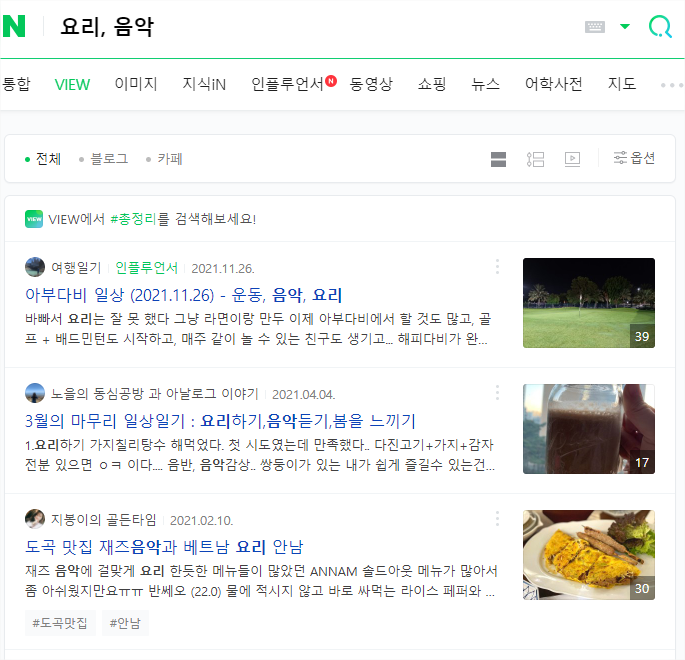 N 요리, 음악
통합 VIEW 이미지 지식iN 인플루언서 N 동영상 쇼핑 뉴스 어학사전 지도
전체 블로그 카페 옵션
VIEW VIEW에서 #총정리를 검색해보세요!
여행일기 인플루언서 2021.11.26.
아부다비 일상 (2021.11.26) - 운동, 음악, 요리
바빠서 요리는 잘 못 했다 그냥 라면이랑 만두 이제 아부다비에서 할 것도 많고, 골
프 + 배드민턴도 시작하고, 매주 같이 놀 수 있는 친구도 생기고... 해피다비가 완...
39
노을의 동심공방 과 아날로그 이야기 2021.04.04.
3월의 마무리 일상일기 : 요리하기,음악듣기,봄을 느끼기
1.요리하기 가지칠리탕수 해먹었다. 첫 시도였는데 만족했다.. 다진고기+가지+감자
전분 있으면 ㅇㅋ 이다.... 음반, 음악감상.. 쌍둥이가 있는 내가 쉽게 즐길수 있는건...
17
지봉이의 골든타임 2021.02.10.
도곡 맛집 재즈음악과 베트남 요리 안남
재즈 음악에 걸맞게 요리 한듯한 메뉴들이 많았던 ANNAM 솔드아웃 메뉴가 많아서
좀 아쉬웠지만요ㅠㅠ 반쎄오 (22.0) 물에 적시지 않고 바로 싸먹는 라이스 페퍼와 ...
30
#도곡맛집 #안남